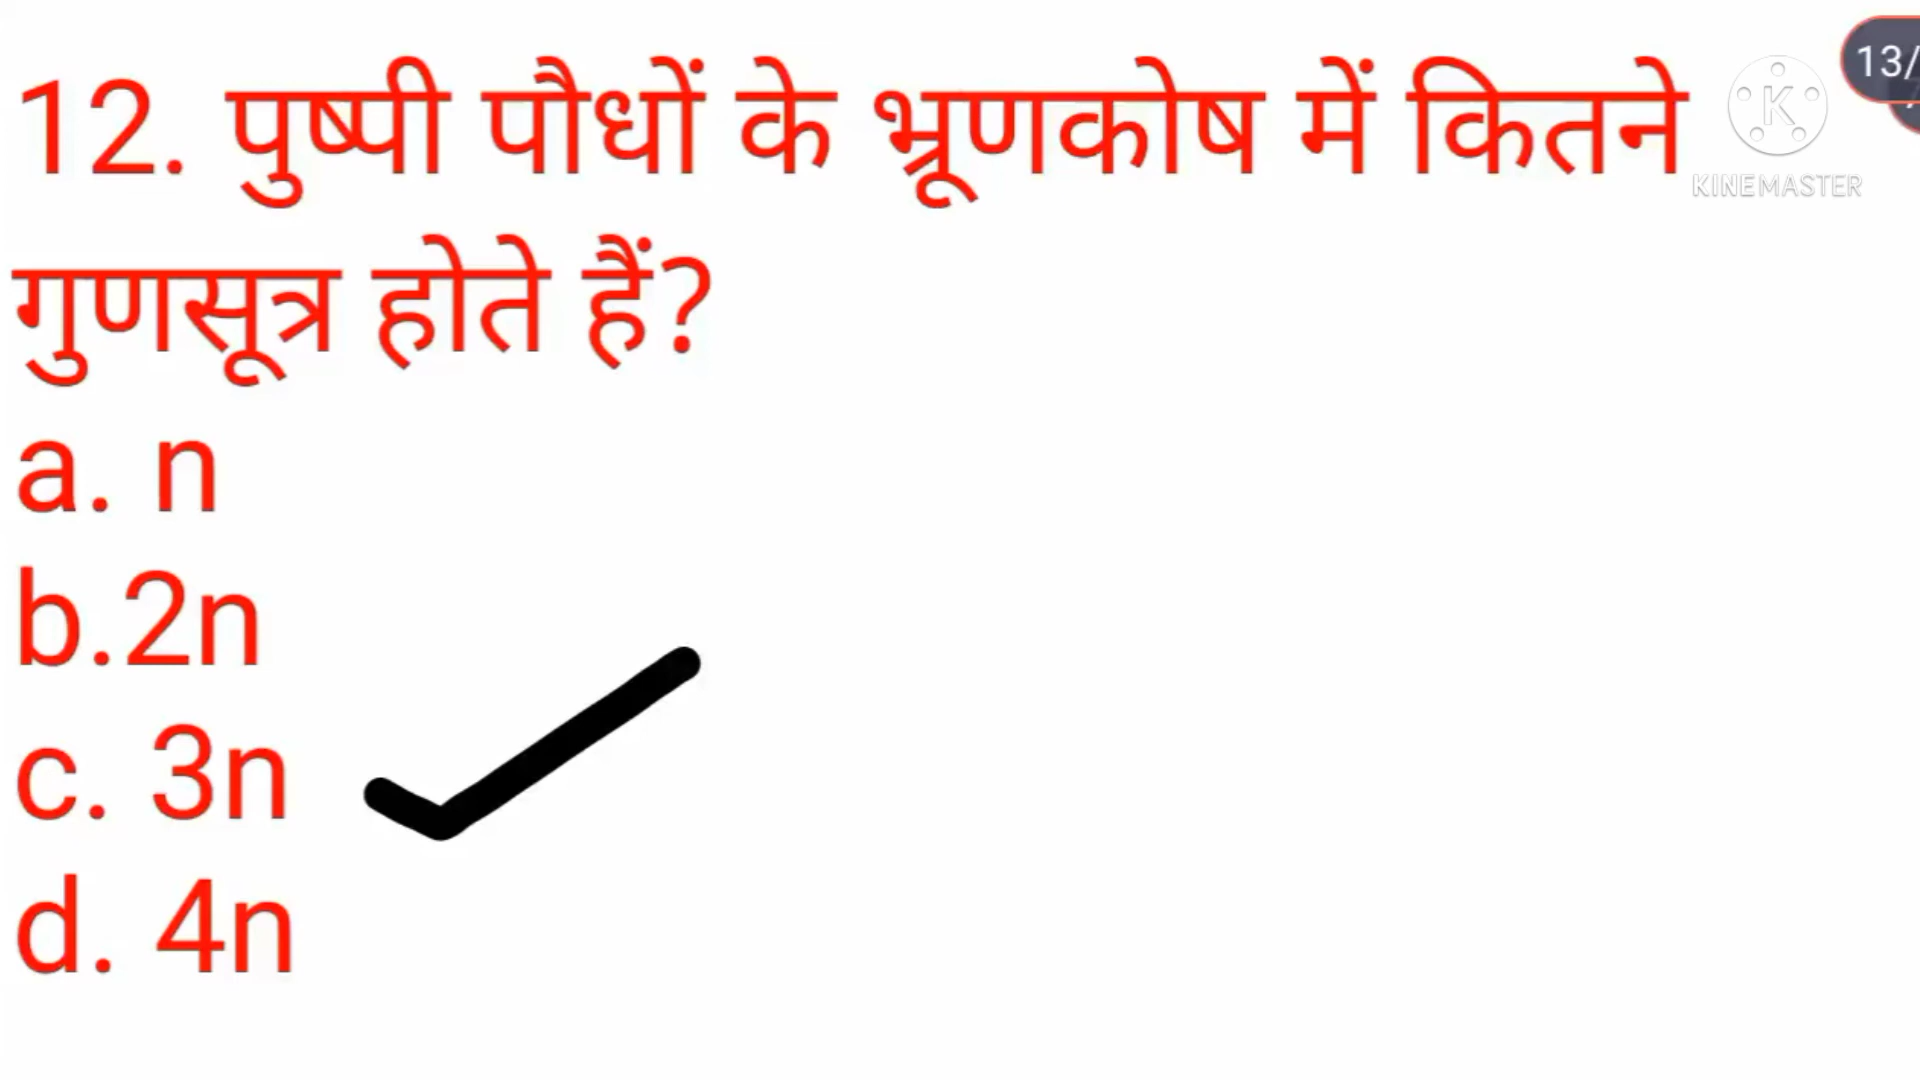 12. पुष्पी पौधों के भ्रूणकोष में कितने
गुणसूत्र होते हैं?
a. n
b.2n
c. 3n
d. 4n
13/
KINEMASTER